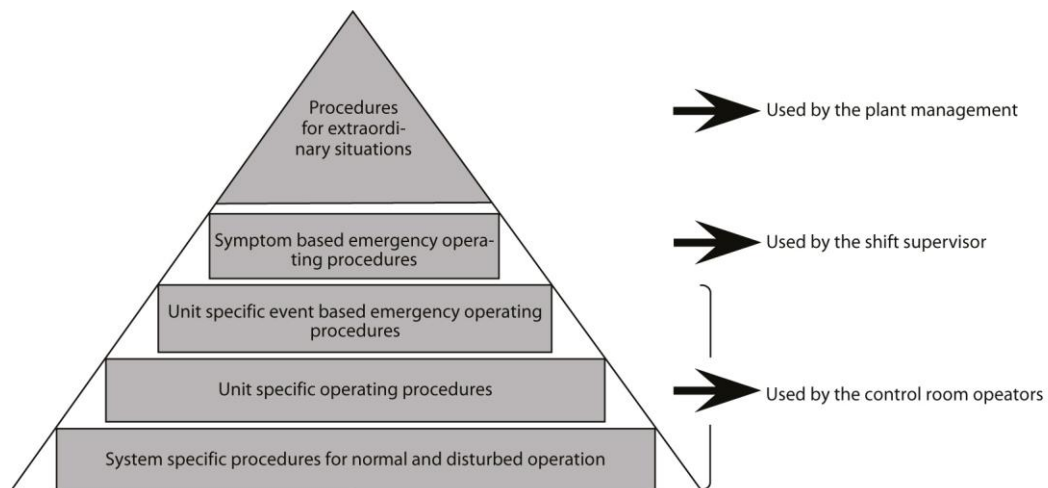 Procedures
for extraordi-
nary situations
Used by the plant management
Symptom based emergency opera-
ting procedures
Used by the shift supervisor
Unit specific event based emergency operating
procedures
Unit specific operating procedures
Used by the control room opeators
System specific procedures for normal and disturbed operation